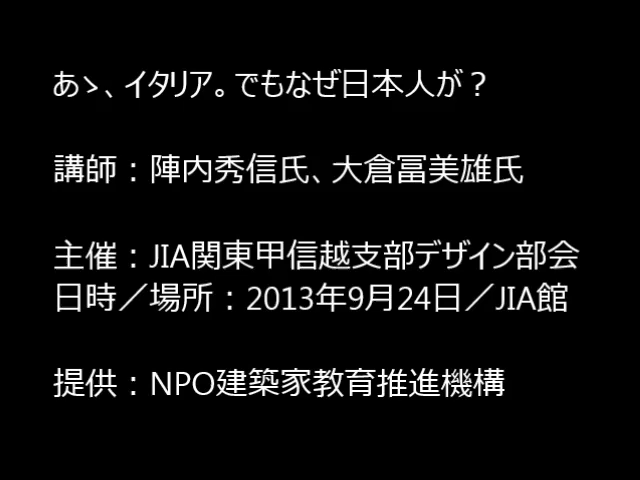 あゝ、イタリア。でもなぜ日本人が？
講師：陣内秀信氏、大倉冨美雄氏
主催：JIA関東甲信越支部デザイン部会
日時／場所：2013年9月24日／JIA館
提供：NPO建築家教育推進機構